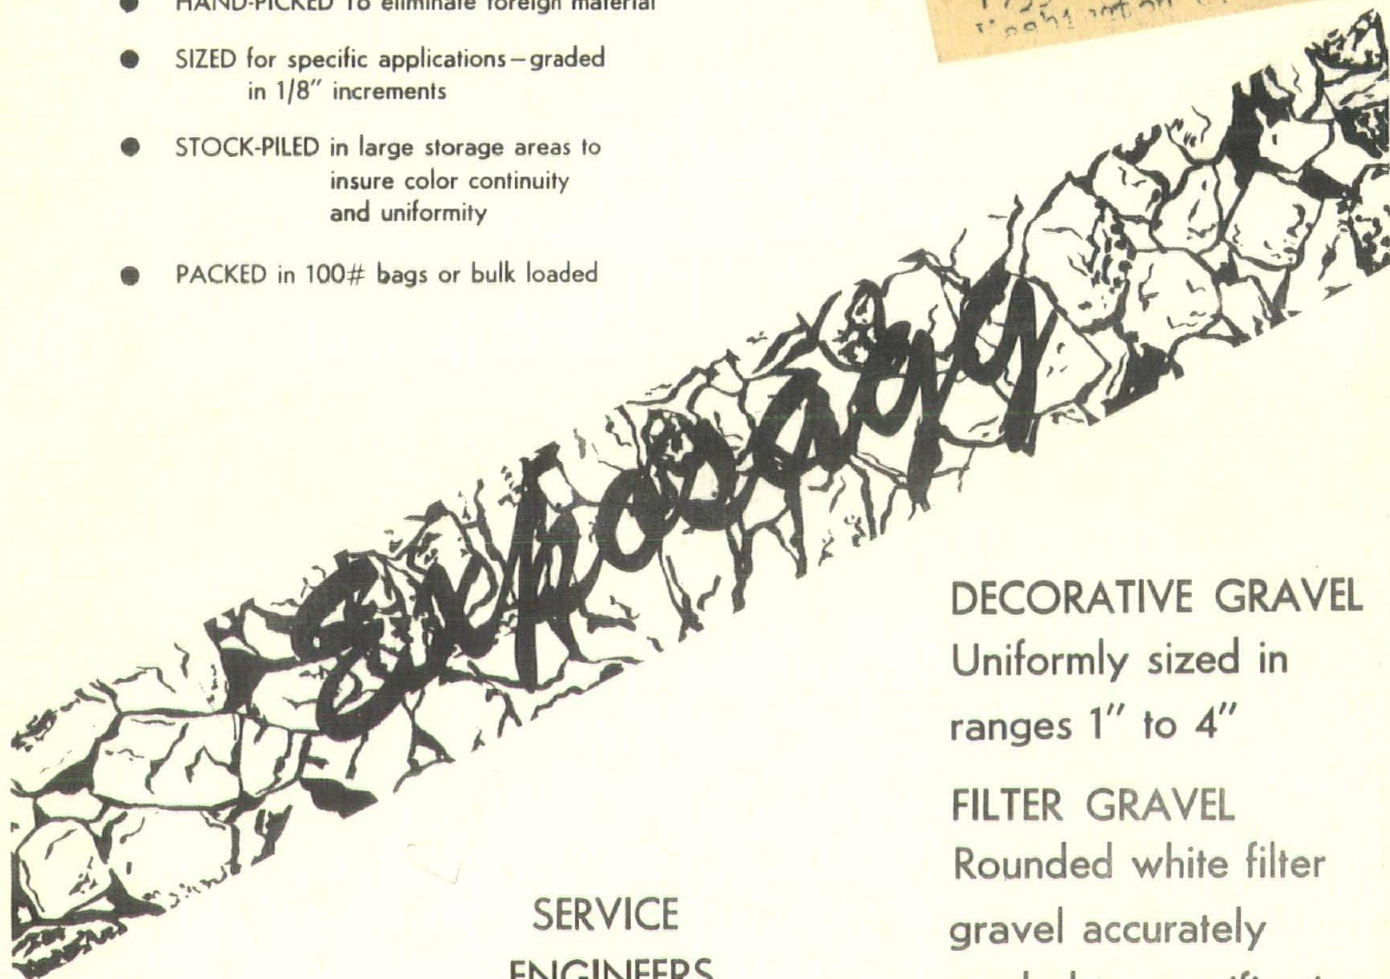 HAND-PICKED To eliminate foreign material
SIZED for specific applications—graded
in 1/8" increments
STOCK-PILED in large storage areas to
insure color continuity
and uniformity
PACKED in 100# bags or bulk loaded
Exposagg
DECORATIVE GRAVEL
Uniformly sized in
ranges 1" to 4"
FILTER GRAVEL
Rounded white filter
gravel accurately
SERVICE
ENGINEERS